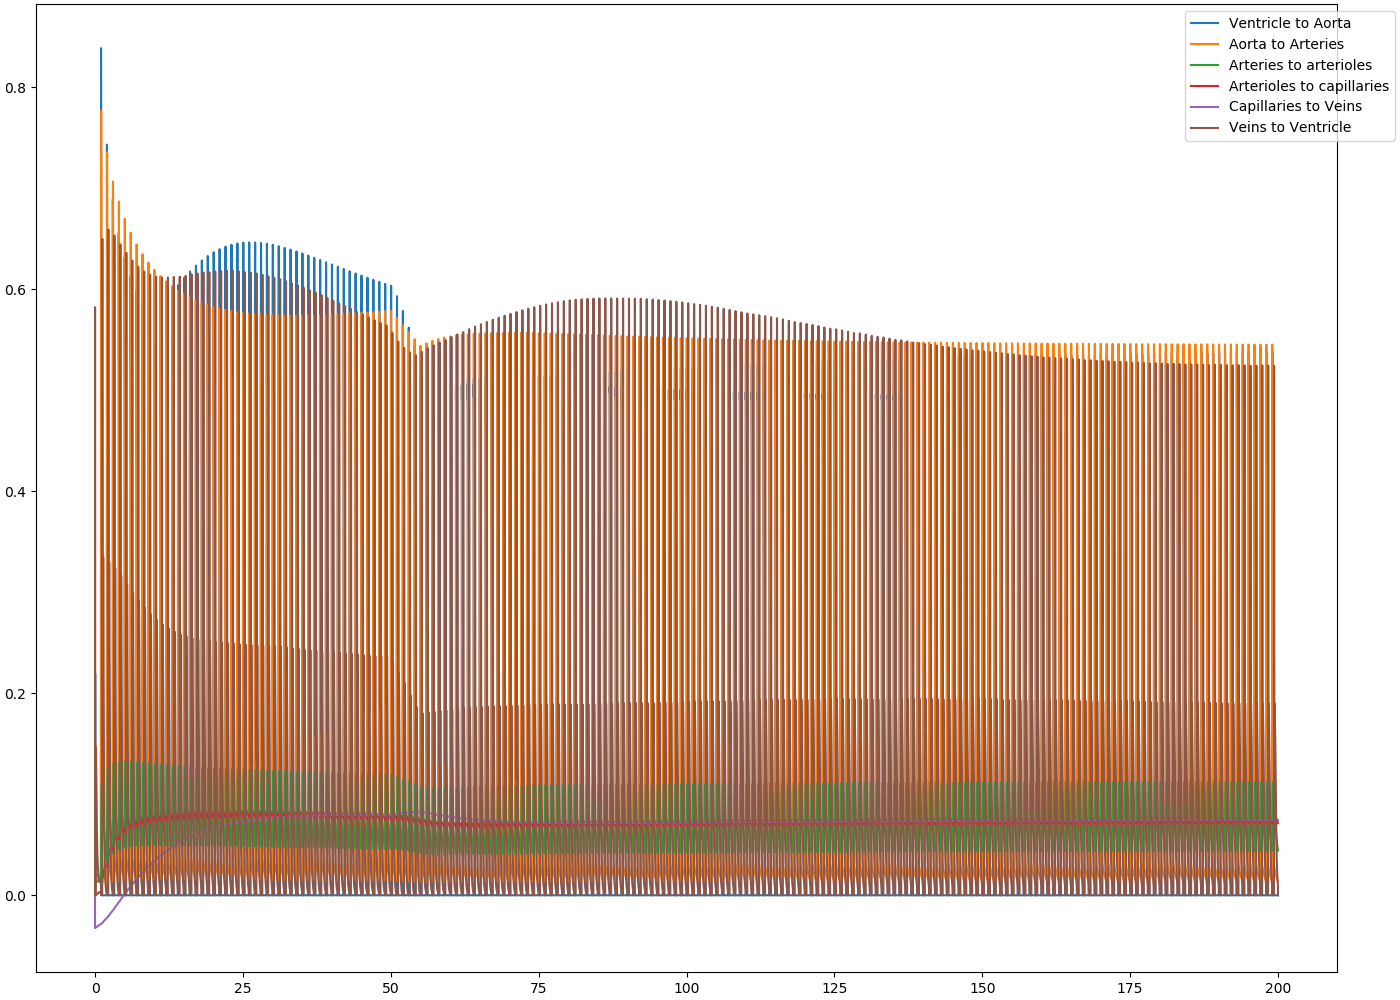 Ventricle to Aorta
Aorta to Arteries
Arteries to arterioles
Arterioles to capillaries
Capillaries to Veins
Veins to Ventricle
0.8
0.6
0.4
0.2
0.0
0 25 50 75 100 125 150 175 200